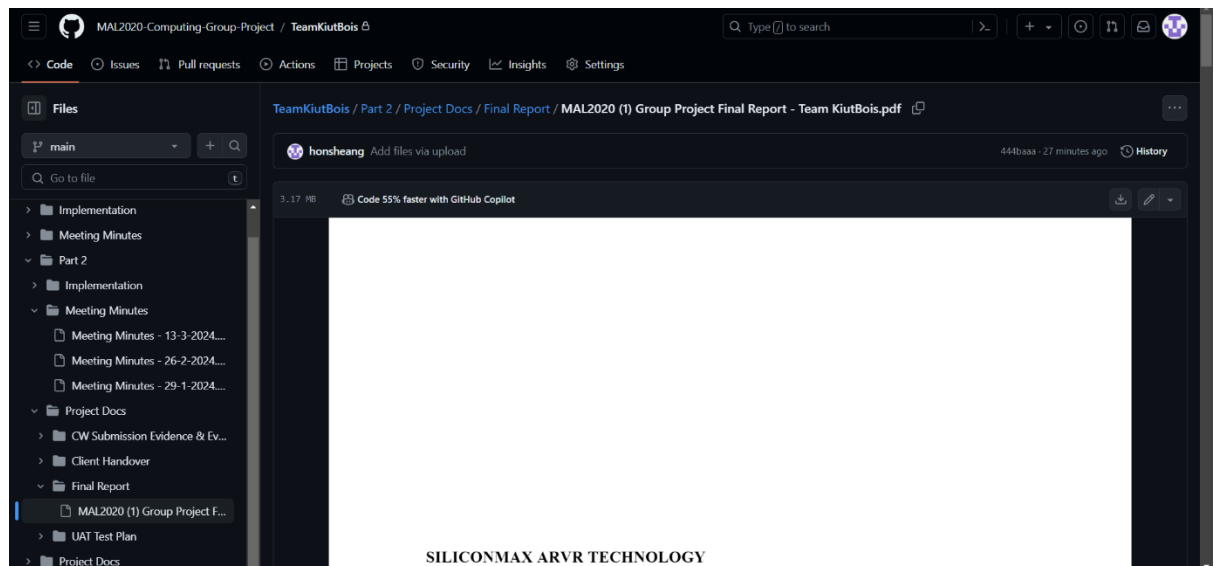 MAL2020-Computing-Group-Project / TeamKiutBois
Type / to search
<> Code Issues Pull requests Actions Projects Security Insights Settings
Files
main
Go to file
t
Implementation
Meeting Minutes
Part 2
Implementation
Meeting Minutes
Meeting Minutes - 13-3-2024....
Meeting Minutes - 26-2-2024....
Meeting Minutes - 29-1-2024....
Project Docs
CW Submission Evidence & Ev...
Client Handover
Final Report
MAL2020 (1) Group Project F...
UAT Test Plan
Project Docs
TeamKiutBois / Part 2 / Project Docs / Final Report / MAL2020 (1) Group Project Final Report - Team KiutBois.pdf
honsheang Add files via upload 444baaa · 27 minutes ago History
3.17 MB Code 55% faster with GitHub Copilot
SILICONMAX ARVR TECHNOLOGY